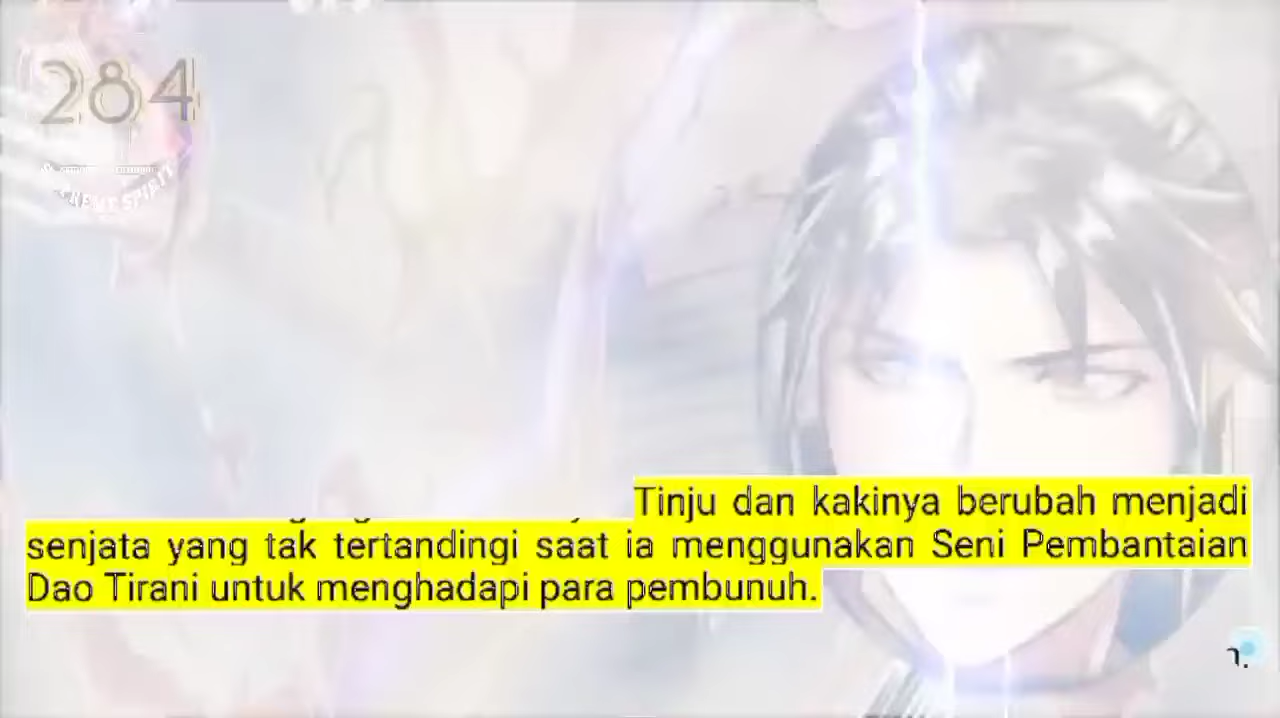 284
Tinju dan kakinya berubah menjadi
senjata yang tak tertandingi saat ia menggunakan Seni Pembantaian
Dao Tirani untuk menghadapi para pembunuh.